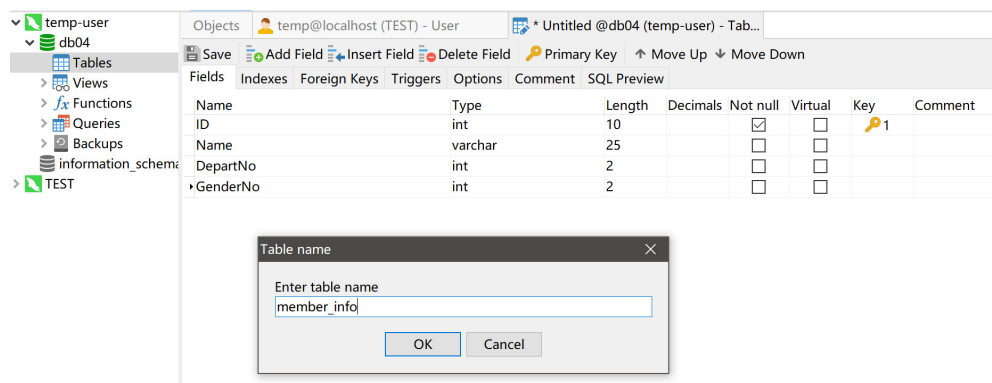 temp-user
db04
Tables
Views
Functions
Queries
Backups
information_schema
TEST
Objects temp@localhost (TEST) - User * Untitled @db04 (temp-user) - Tab...
Save Add Field Insert Field Delete Field Primary Key Move Up Move Down
Fields Indexes Foreign Keys Triggers Options Comment SQL Preview
Name Type Length Decimals Not null Virtual Key Comment
ID int 10 1
Name varchar 25
DepartNo int 2
GenderNo int 2
Table name
Enter table name
member_info
OK Cancel